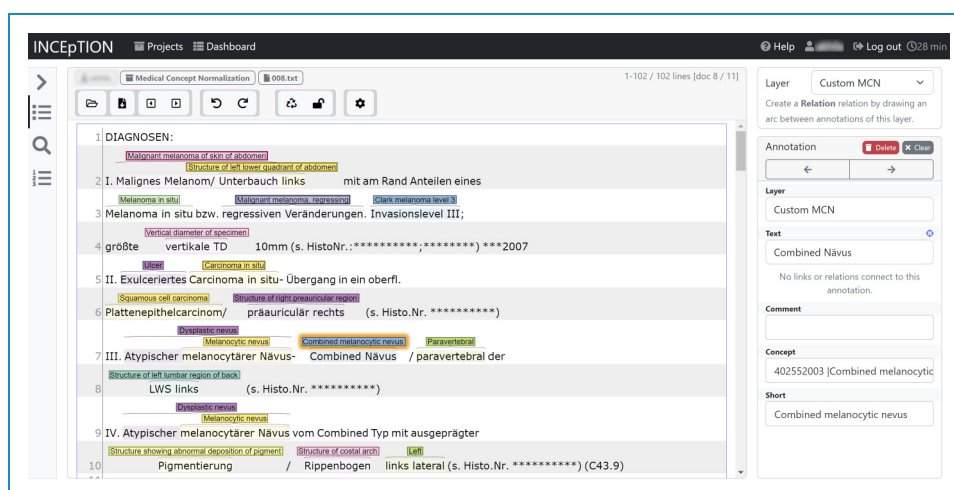 INCEpTION Projects Dashboard Help Log out 28 min
Medical Concept Normalization 008.txt 1-102 / 102 lines [doc 8 / 11]
1 DIAGNOSEN:
Malignant melanoma of skin of abdomen
Structure of left lower quadrant of abdomen
2 I. Malignes Melanom/ Unterbauch links mit am Rand Anteilen eines
Melanoma in situ Malignant melanoma, regressing Clark melanoma level 3
3 Melanoma in situ bzw. regressiven Veränderungen. Invasionslevel III;
Vertical diameter of specimen
4 größte vertikale TD 10mm (s. HistoNr.:**********;********) ***2007
Ulcer Carcinoma in situ
5 II. Exulceriertes Carcinoma in situ- Übergang in ein oberfl.
Squamous cell carcinoma Structure of right preauricular region
6 Plattenepithelcarcinom/ präauriculär rechts (s. Histo.Nr. **********)
Dysplastic nevus
Melanocytic nevus Combined melanocytic nevus Paravertebral
7 III. Atypischer melanocytärer Nävus- Combined Nävus / paravertebral der
Structure of left lumbar region of back
8 LWS links (s. Histo.Nr. **********)
Dysplastic nevus
Melanocytic nevus
9 IV. Atypischer melanocytärer Nävus vom Combined Typ mit ausgeprägter
Structure showing abnormal deposition of pigment Structure of costal arch Left
10 Pigmentierung / Rippenbogen links lateral (s. Histo.Nr. **********) (C43.9)
Layer Custom MCN
Create a Relation relation by drawing an
arc between annotations of this layer.
Annotation Delete Clear
Layer
Custom MCN
Text
Combined Nävus
No links or relations connect to this
annotation.
Comment
Concept
402552003 |Combined melanocytic
Short
Combined melanocytic nevus